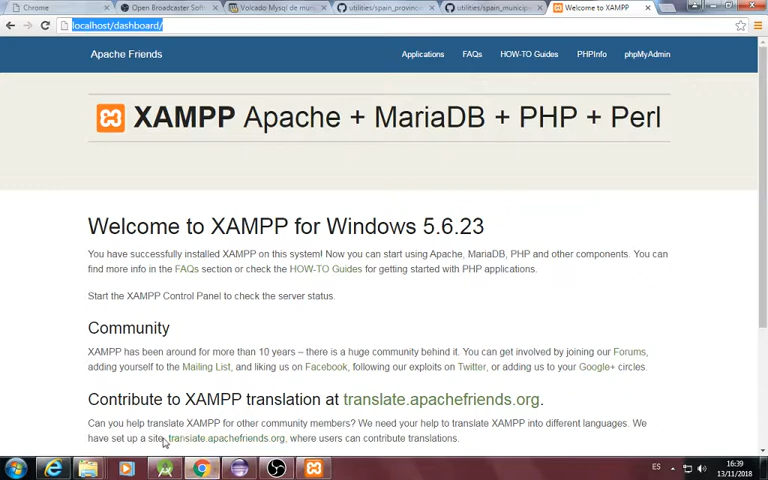 Chrome
Open Broadcaster Soft
Volcado Mysql de muni
utilities/spain_provinc
utilities/spain_municip
Welcome to XAMPP
localhost/dashboard/
Apache Friends
Applications
FAQs
HOW-TO Guides
PHPInfo
phpMyAdmin
XAMPP Apache + MariaDB + PHP + Perl
Welcome to XAMPP for Windows 5.6.23
You have successfully installed XAMPP on this system! Now you can start using Apache, MariaDB, PHP and other components. You can
find more info in the FAQs section or check the HOW-TO Guides for getting started with PHP applications.
Start the XAMPP Control Panel to check the server status.
Community
XAMPP has been around for more than 10 years – there is a huge community behind it. You can get involved by joining our Forums,
adding yourself to the Mailing List, and liking us on Facebook, following our exploits on Twitter, or adding us to your Google+ circles.
Contribute to XAMPP translation at translate.apachefriends.org.
Can you help translate XAMPP for other community members? We need your help to translate XAMPP into different languages. We
have set up a site, translate.apachefriends.org, where users can contribute translations.
ES
16:39
13/11/2018